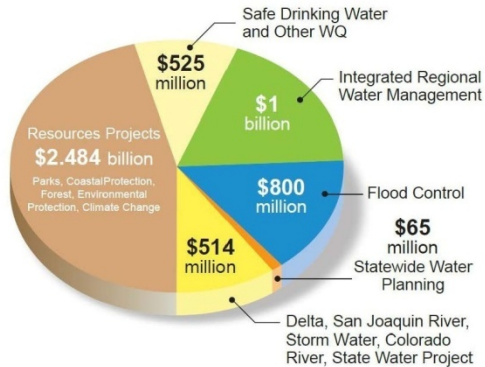 Safe Drinking Water
and Other WQ
$525
million
Integrated Regional
Water Management
$1
billion
Resources Projects
$2.484 billion
Parks, CoastalProtection,
Forest, Environmental
Protection, Climate Change
$800
million
Flood Control
$65
million
Statewide Water
Planning
$514
million
Delta, San Joaquin River,
Storm Water, Colorado
River, State Water Project